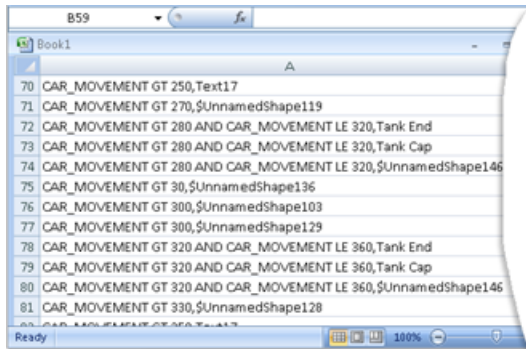 B59
fx
Book1
A
70 CAR_MOVEMENT GT 250,Text17
71 CAR_MOVEMENT GT 270,$UnnamedShape119
72 CAR_MOVEMENT GT 280 AND CAR_MOVEMENT LE 320,Tank End
73 CAR_MOVEMENT GT 280 AND CAR_MOVEMENT LE 320,Tank Cap
74 CAR_MOVEMENT GT 280 AND CAR_MOVEMENT LE 320,$UnnamedShape146
75 CAR_MOVEMENT GT 30,$UnnamedShape136
76 CAR_MOVEMENT GT 300,$UnnamedShape103
77 CAR_MOVEMENT GT 300,$UnnamedShape129
78 CAR_MOVEMENT GT 320 AND CAR_MOVEMENT LE 360,Tank End
79 CAR_MOVEMENT GT 320 AND CAR_MOVEMENT LE 360,Tank Cap
80 CAR_MOVEMENT GT 320 AND CAR_MOVEMENT LE 360,$UnnamedShape146
81 CAR_MOVEMENT GT 330,$UnnamedShape128
Ready
100%